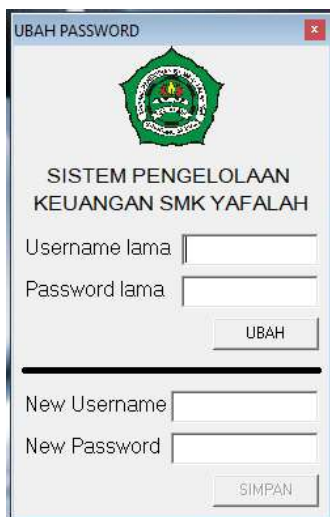 UBAH PASSWORD
SISTEM PENGELOLAAN
KEUANGAN SMK YAFALAH
Username lama
Password lama
UBAH
New Username
New Password
SIMPAN